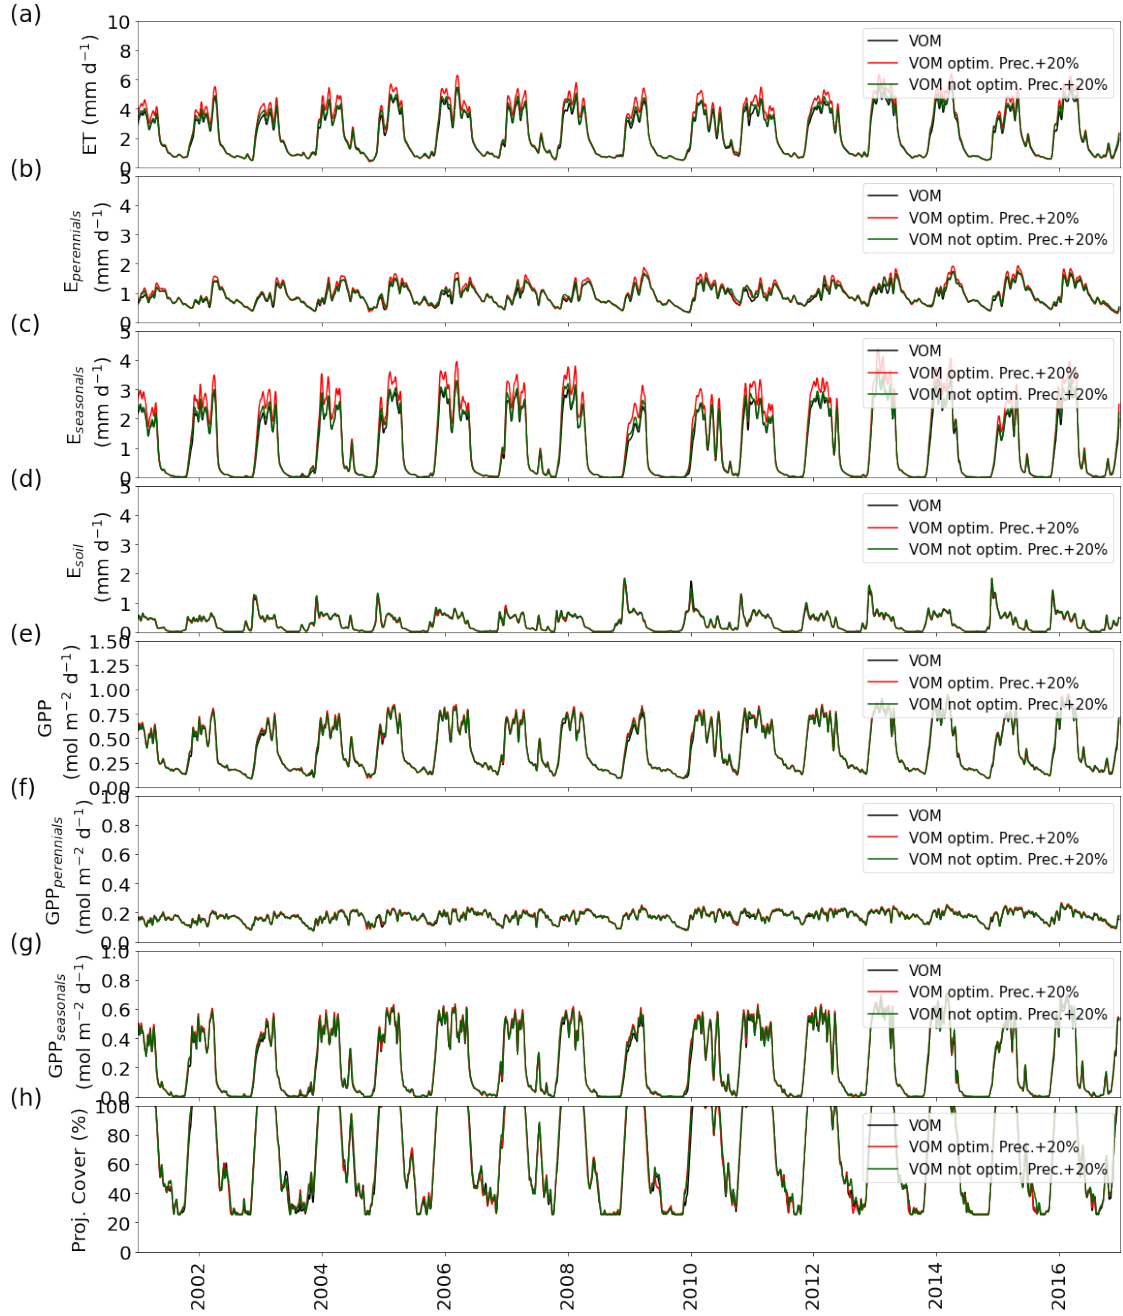 (a)
ET (mm d⁻¹)
10
8
6
4
2
0
VOM
VOM optim. Prec.+20%
VOM not optim. Prec.+20%
(b)
E_perennials
(mm d⁻¹)
5
4
3
2
1
0
VOM
VOM optim. Prec.+20%
VOM not optim. Prec.+20%
(c)
E_seasonals
(mm d⁻¹)
5
4
3
2
1
0
VOM
VOM optim. Prec.+20%
VOM not optim. Prec.+20%
(d)
E_soil
(mm d⁻¹)
5
4
3
2
1
0
VOM
VOM optim. Prec.+20%
VOM not optim. Prec.+20%
(e)
GPP
(mol m⁻² d⁻¹)
1.50
1.25
1.00
0.75
0.50
0.25
0.00
VOM
VOM optim. Prec.+20%
VOM not optim. Prec.+20%
(f)
GPP_perennials
(mol m⁻² d⁻¹)
1.0
0.8
0.6
0.4
0.2
0.0
VOM
VOM optim. Prec.+20%
VOM not optim. Prec.+20%
(g)
GPP_seasonals
(mol m⁻² d⁻¹)
1.0
0.8
0.6
0.4
0.2
0.0
VOM
VOM optim. Prec.+20%
VOM not optim. Prec.+20%
(h)
Proj. Cover (%)
100
80
60
40
20
0
VOM
VOM optim. Prec.+20%
VOM not optim. Prec.+20%
2002
2004
2006
2008
2010
2012
2014
2016